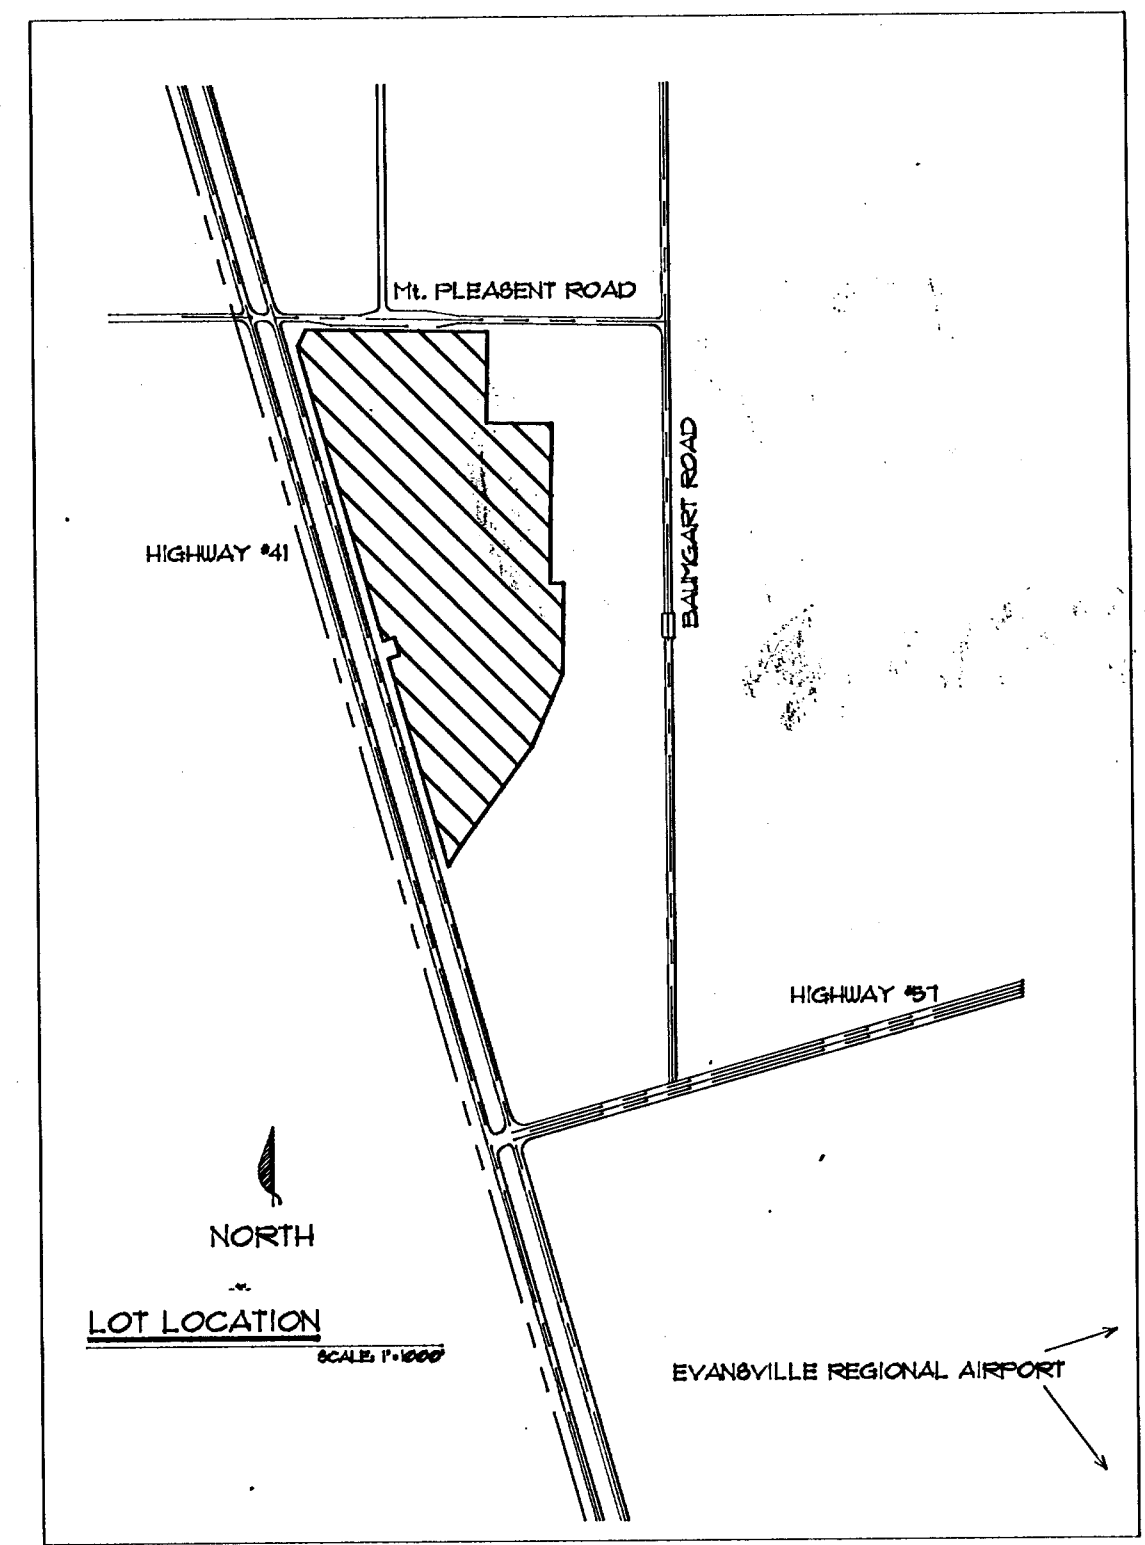 Mt. PLEASENT ROAD
BAUMGART ROAD
HIGHWAY #41
HIGHWAY #57
NORTH
LOT LOCATION
SCALE: 1"=1000'
EVANSVILLE REGIONAL AIRPORT